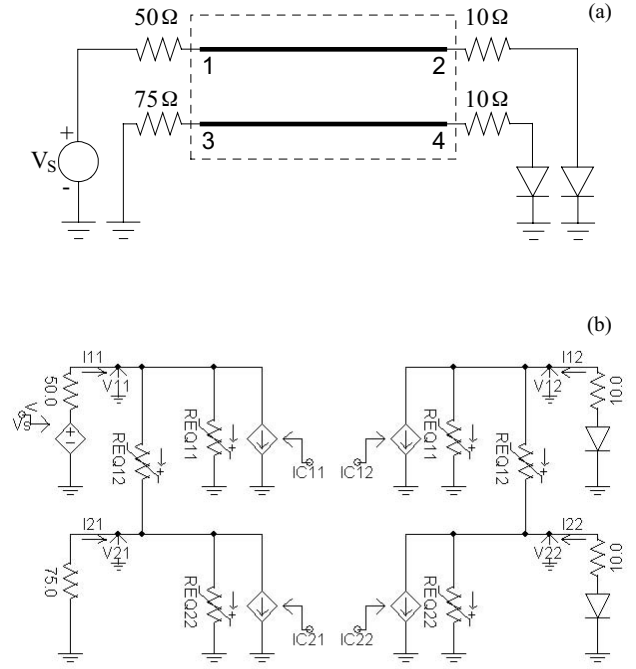 (a)
50Ω
10Ω
1
2
75Ω
10Ω
3
4
+
V_S
-
(b)
I11
I12
50.0
V11
V12
10.0
V
Vs
+
-
REQ11
REQ11
REQ12
REQ12
+
+
+
+
IC11
IC12
I21
I22
V21
V22
75.0
10.0
REQ22
REQ22
+
+
IC21
IC22